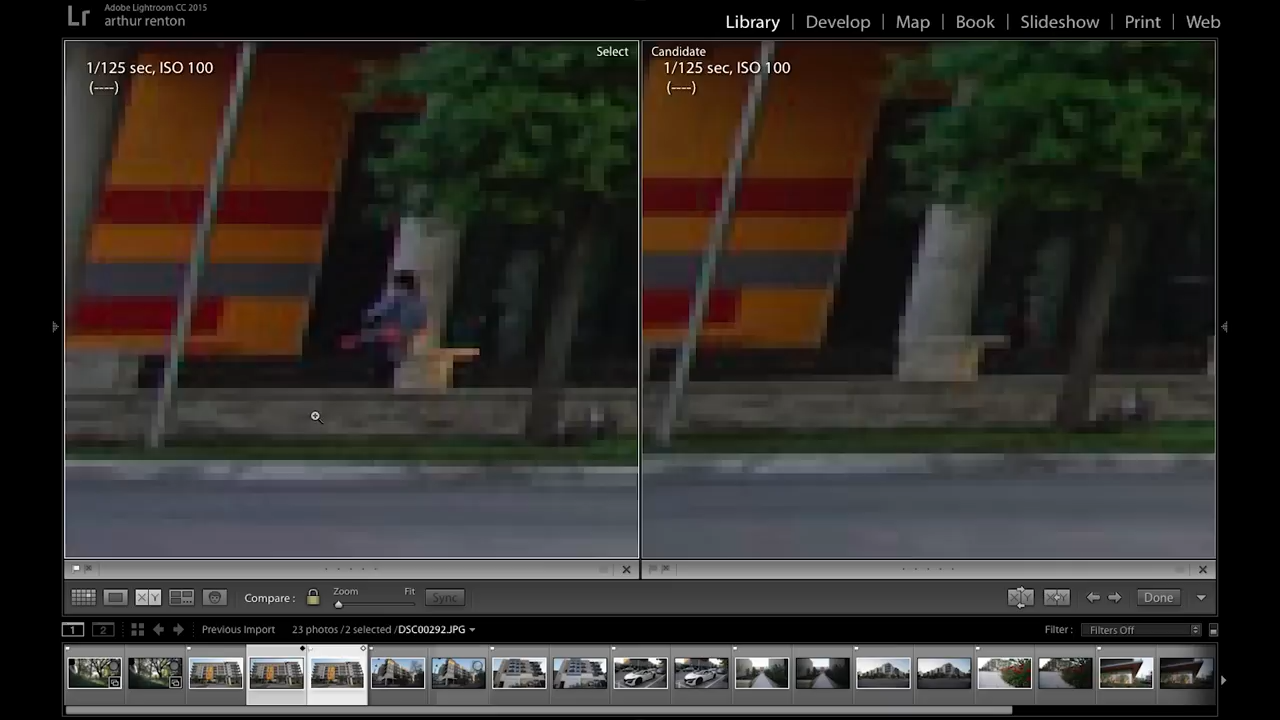 Lr
Adobe Lightroom CC 2015
arthur renton
Library | Develop | Map | Book | Slideshow | Print | Web
Select
1/125 sec, ISO 100
(----)
Candidate
1/125 sec, ISO 100
(----)
X Y
Compare :
Zoom
Fit
Sync
Done
1
2
Previous Import
23 photos / 2 selected / DSC00292.JPG
Filter :
Filters Off